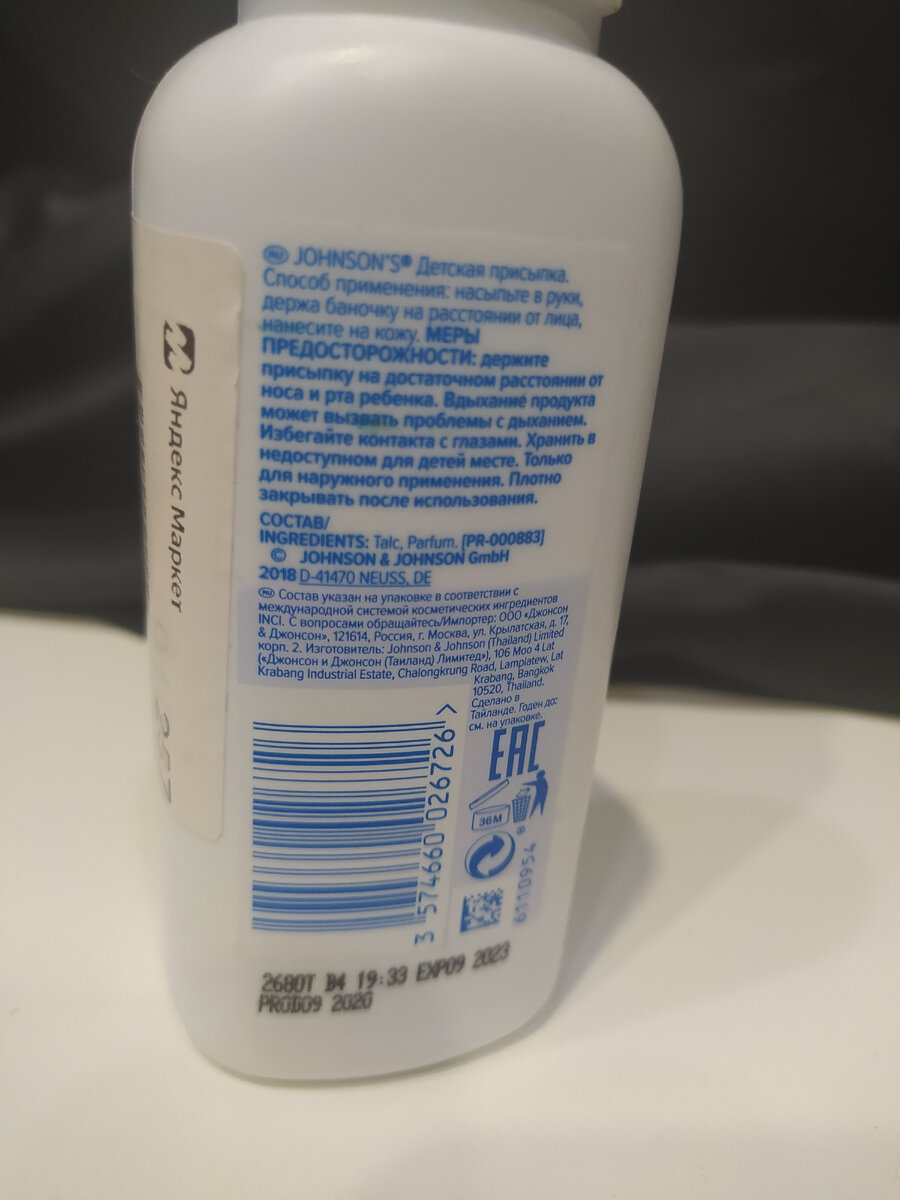 RU JOHNSON'S® Детская присыпка.
Способ применения: насыпьте в руки,
держа баночку на расстоянии от лица,
нанесите на кожу. МЕРЫ
ПРЕДОСТОРОЖНОСТИ: держите
присыпку на достаточном расстоянии от
носа и рта ребенка. Вдыхание продукта
может вызвать проблемы с дыханием.
Избегайте контакта с глазами. Хранить в
недоступном для детей месте. Только
для наружного применения. Плотно
закрывать после использования.
СОСТАВ/
INGREDIENTS: Talc, Parfum. [PR-000883]
© JOHNSON & JOHNSON GmbH
2018 D-41470 NEUSS, DE
RU Состав указан на упаковке в соответствии с
международной системой косметических ингредиентов
INCI. С вопросами обращайтесь/Импортер: ООО «Джонсон
& Джонсон», 121614, Россия, г. Москва, ул. Крылатская, д. 17,
корп. 2. Изготовитель: Johnson & Johnson (Thailand) Limited
(«Джонсон и Джонсон (Таиланд) Лимитед»), 106 Moo 4 Lat
Krabang Industrial Estate, Chalongkrung Road, Lamplatew, Lat
Krabang, Bangkok
10520, Thailand.
Сделано в
Тайланде. Годен до:
см. на упаковке.
EAC
36M
3 574660 026726 >
6110954
®
2680T B4 19:33 EXP09 2023
PROD09 2020
Яндекс Маркет
257